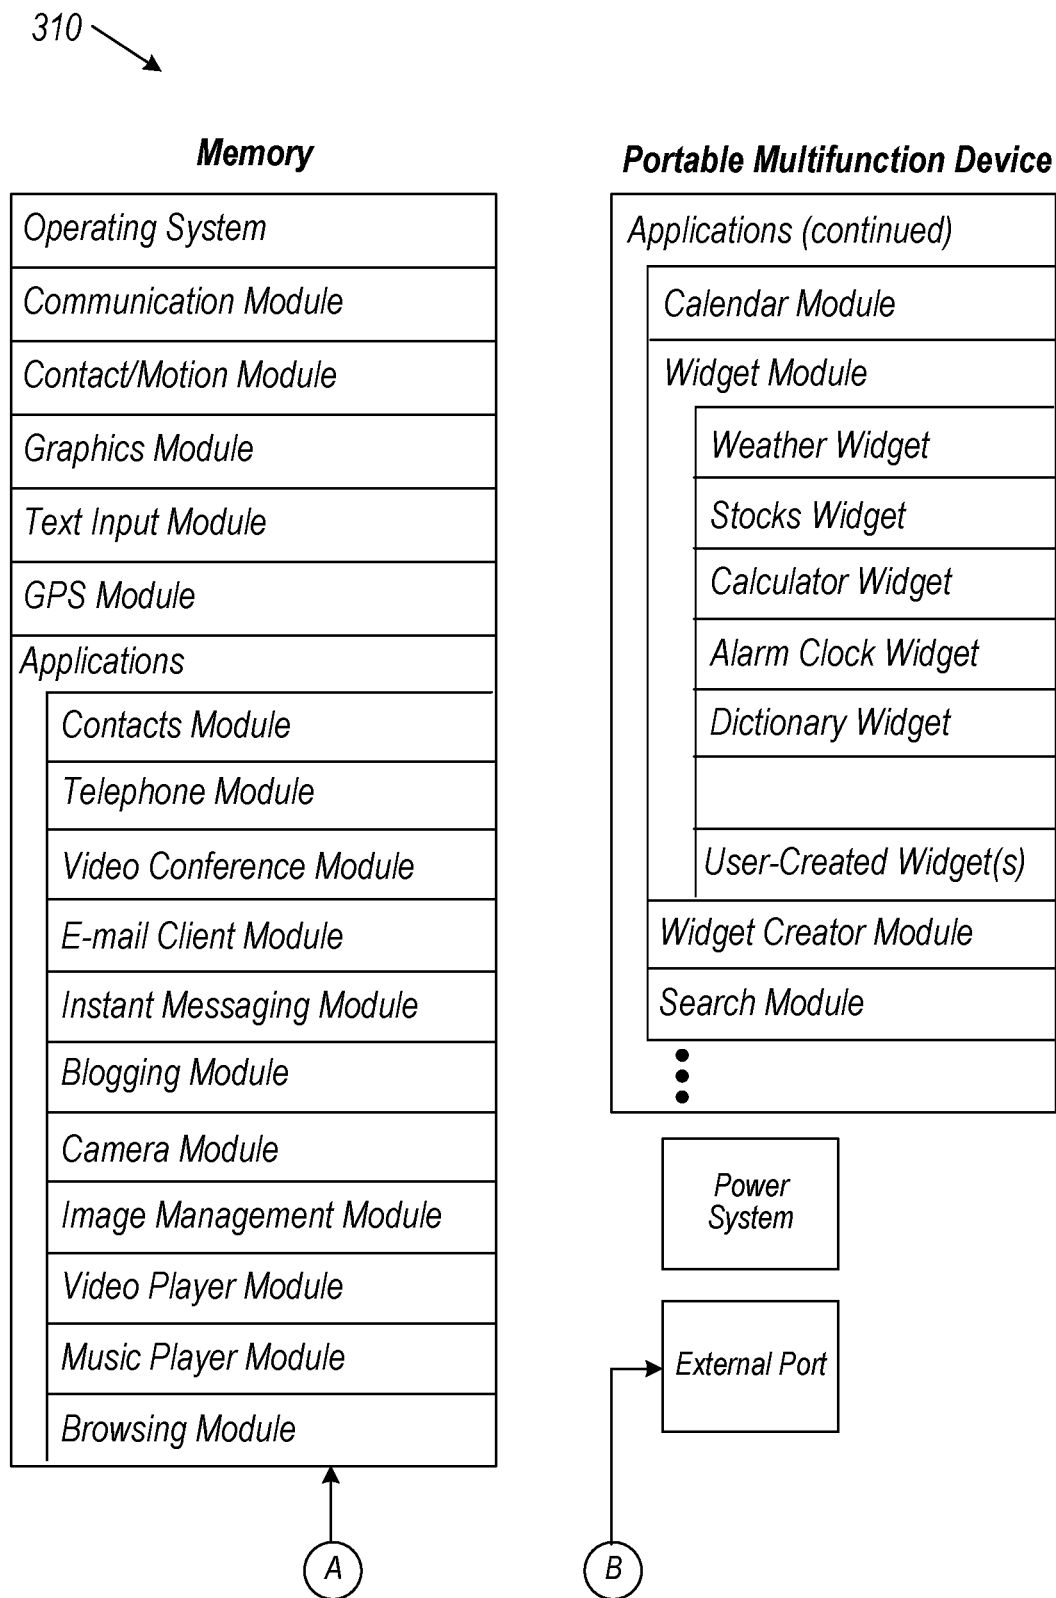 310
Memory
Operating System
Communication Module
Contact/Motion Module
Graphics Module
Text Input Module
GPS Module
Applications
Contacts Module
Telephone Module
Video Conference Module
E-mail Client Module
Instant Messaging Module
Blogging Module
Camera Module
Image Management Module
Video Player Module
Music Player Module
Browsing Module
A
Portable Multifunction Device
Applications (continued)
Calendar Module
Widget Module
Weather Widget
Stocks Widget
Calculator Widget
Alarm Clock Widget
Dictionary Widget
User-Created Widget(s)
Widget Creator Module
Search Module
Power
System
External Port
B